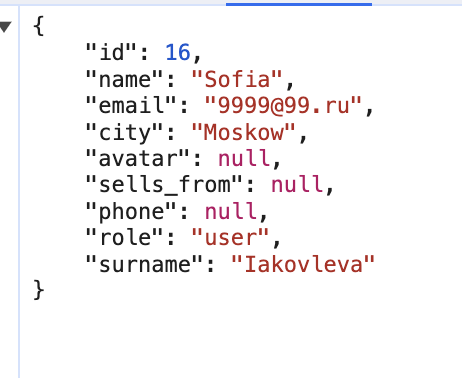 {
"id": 16,
"name": "Sofia",
"email": "9999@99.ru",
"city": "Moskow",
"avatar": null,
"sells_from": null,
"phone": null,
"role": "user",
"surname": "Iakovleva"
}